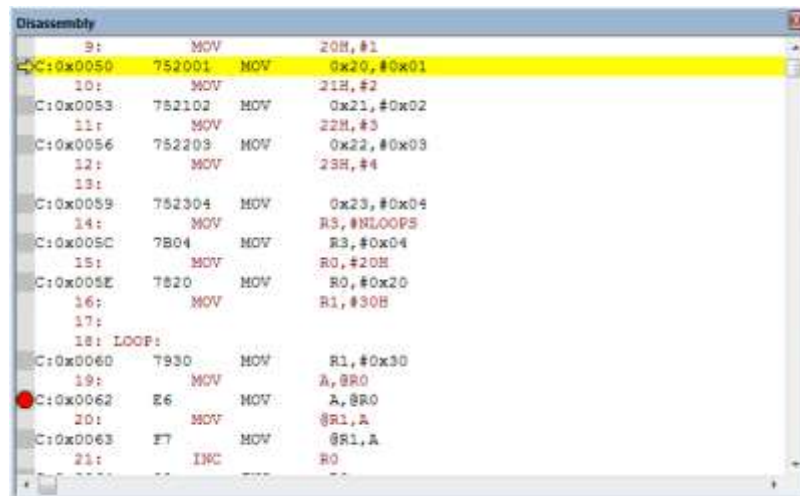 Disassembly
9: MOV 20H,#1
C:0x0050 752001 MOV 0x20,#0x01
10: MOV 21H,#2
C:0x0053 752102 MOV 0x21,#0x02
11: MOV 22H,#3
C:0x0056 752203 MOV 0x22,#0x03
12: MOV 23H,#4
13:
C:0x0059 752304 MOV 0x23,#0x04
14: MOV R3,#NLOOPS
C:0x005C 7B04 MOV R3,#0x04
15: MOV R0,#20H
C:0x005E 7820 MOV R0,#0x20
16: MOV R1,#30H
17:
18: LOOP:
C:0x0060 7930 MOV R1,#0x30
19: MOV A,@R0
C:0x0062 E6 MOV A,@R0
20: MOV @R1,A
C:0x0063 F7 MOV @R1,A
21: INC R0